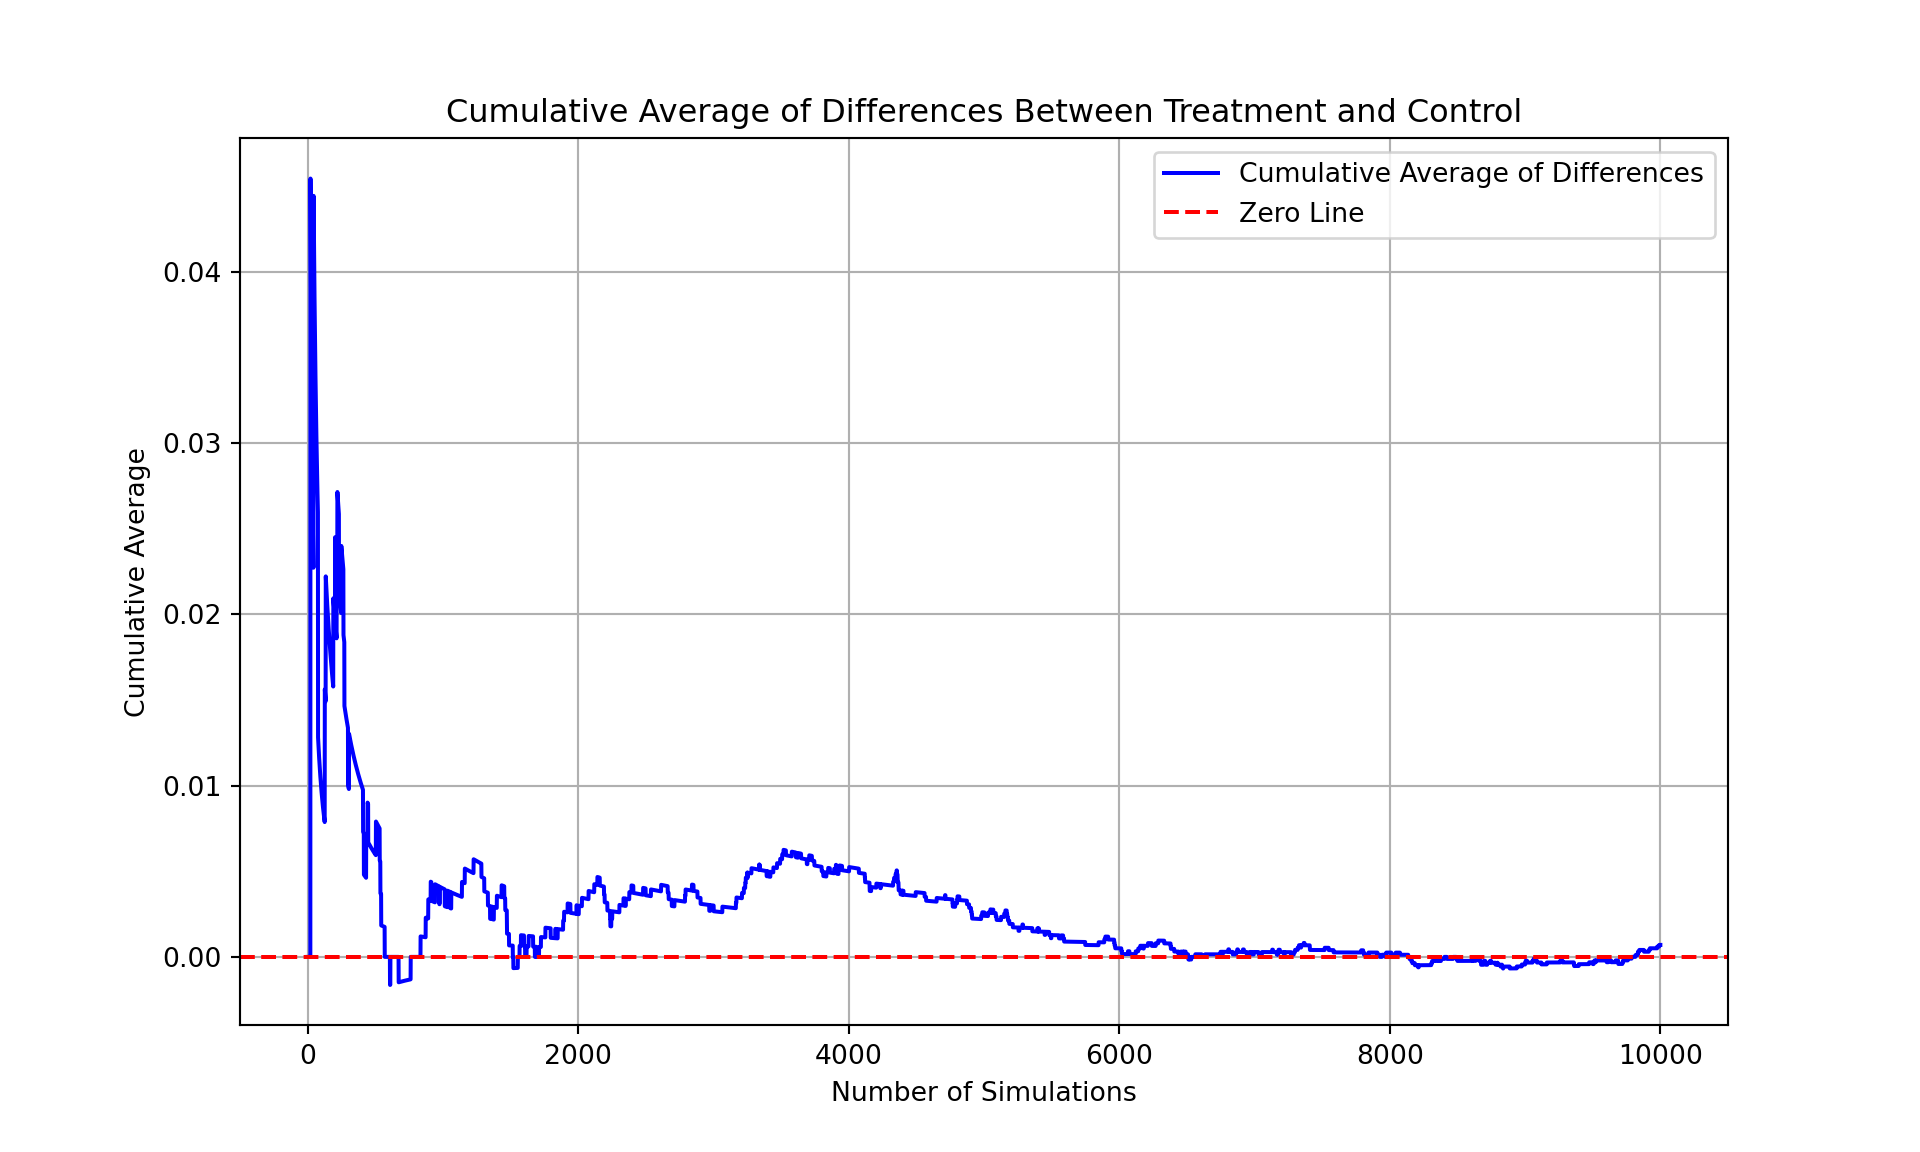 Cumulative Average of Differences Between Treatment and Control
Cumulative Average of Differences
Zero Line
Cumulative Average
0.04
0.03
0.02
0.01
0.00
0
2000
4000
6000
8000
10000
Number of Simulations